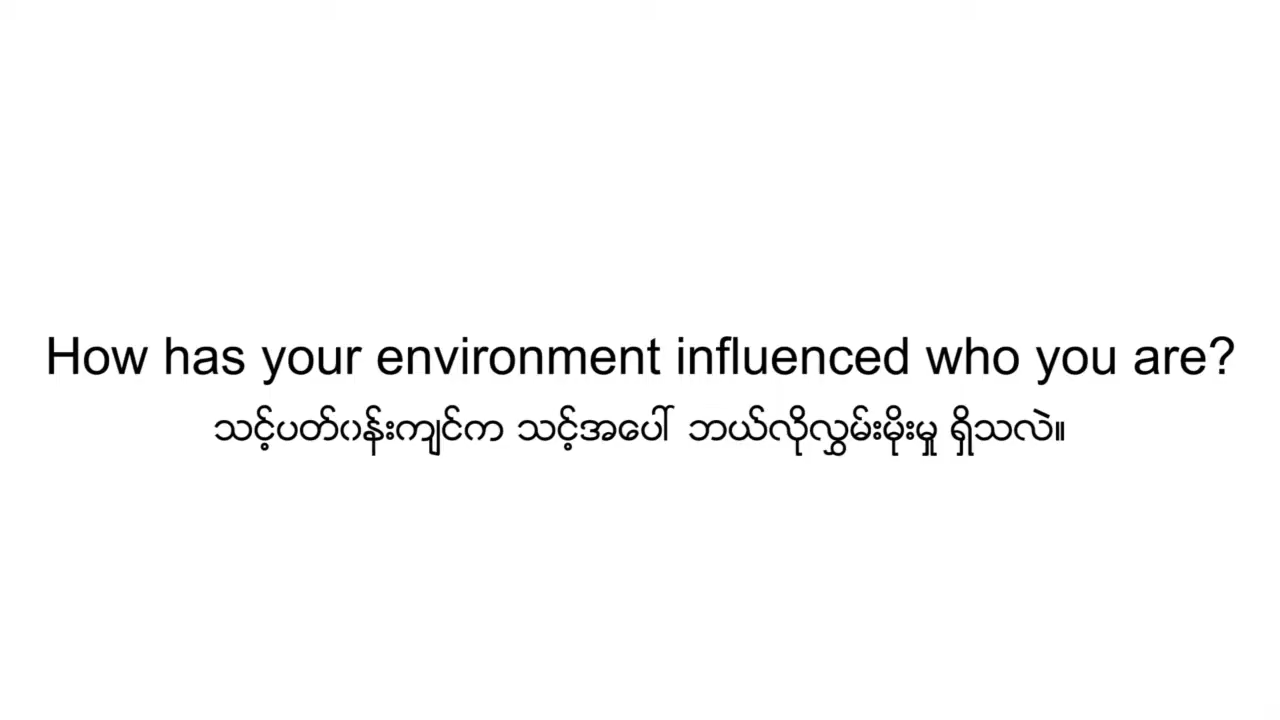 How has your environment influenced who you are?
သင့်ပတ်ဝန်းကျင်က သင့်အပေါ် ဘယ်လိုလွှမ်းမိုးမှု ရှိသလဲ။